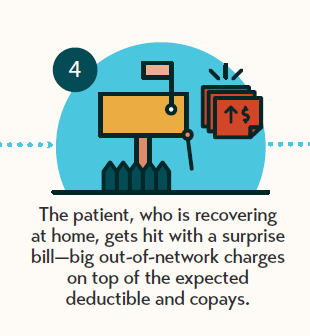 4
↑$
The patient, who is recovering
at home, gets hit with a surprise
bill—big out-of-network charges
on top of the expected
deductible and copays.